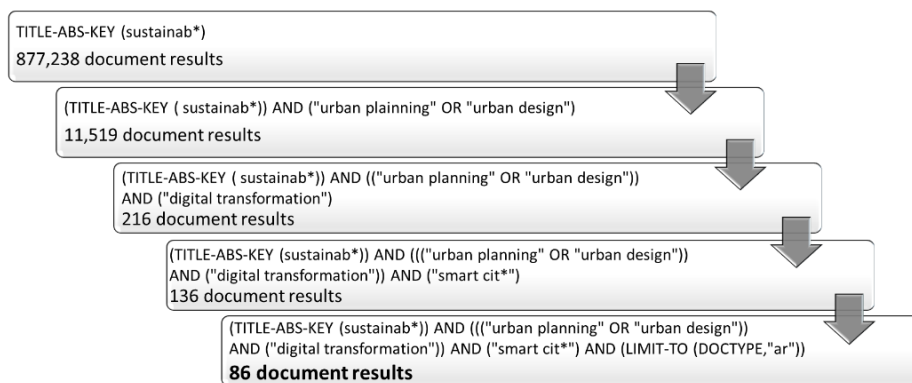 TITLE-ABS-KEY (sustainab*)
877,238 document results
(TITLE-ABS-KEY ( sustainab*)) AND ("urban plainning" OR "urban design")
11,519 document results
(TITLE-ABS-KEY ( sustainab*)) AND (("urban planning" OR "urban design"))
AND ("digital transformation")
216 document results
(TITLE-ABS-KEY (sustainab*)) AND ((("urban planning" OR "urban design"))
AND ("digital transformation")) AND ("smart cit*")
136 document results
(TITLE-ABS-KEY (sustainab*)) AND ((("urban planning" OR "urban design"))
AND ("digital transformation")) AND ("smart cit*") AND (LIMIT-TO (DOCTYPE,"ar"))
86 document results